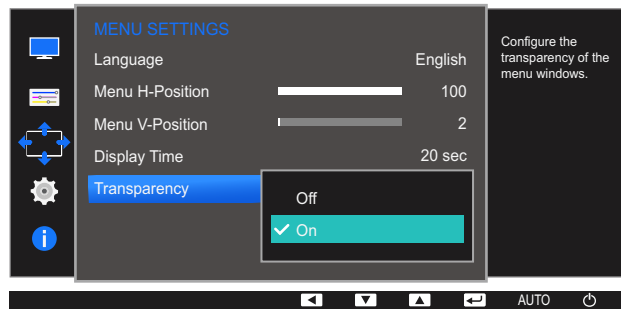 MENU SETTINGS
Language English
Menu H-Position 100
Menu V-Position 2
Display Time 20 sec
Transparency
Off
On
Configure the
transparency of the
menu windows.
i
AUTO